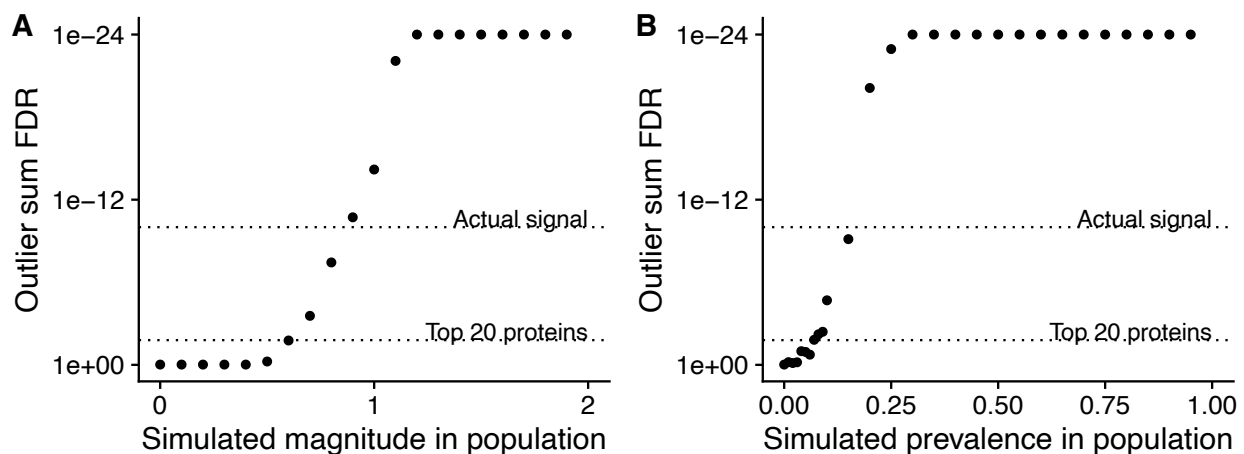 A
Outlier sum FDR
1e−24
1e−12
1e+00
Actual signal
Top 20 proteins
0 1 2
Simulated magnitude in population
B
Outlier sum FDR
1e−24
1e−12
1e+00
Actual signal
Top 20 proteins
0.00 0.25 0.50 0.75 1.00
Simulated prevalence in population